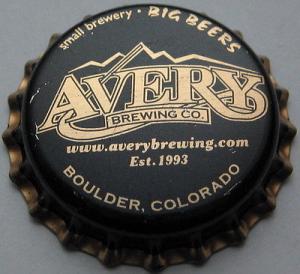 small brewery • BIG BEERS
AVERY
BREWING CO.
www.averybrewing.com
Est. 1993
BOULDER, COLORADO